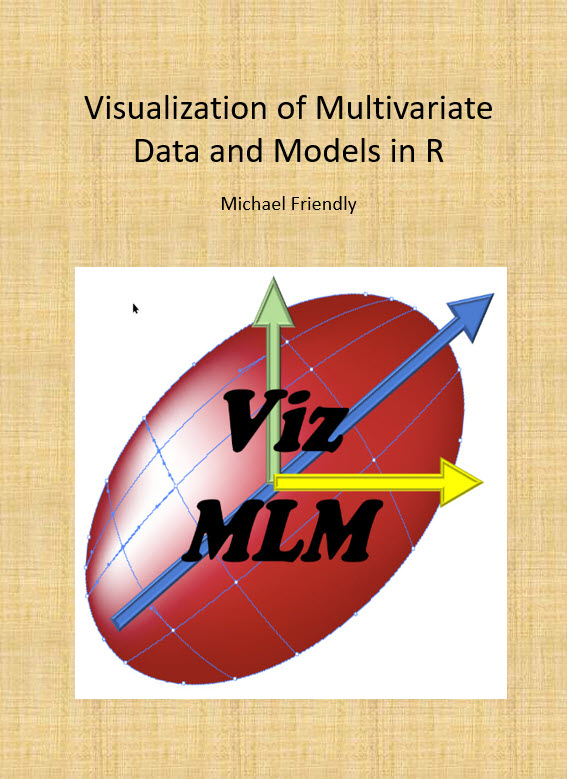 Visualization of Multivariate
Data and Models in R
Michael Friendly
Viz
MLM